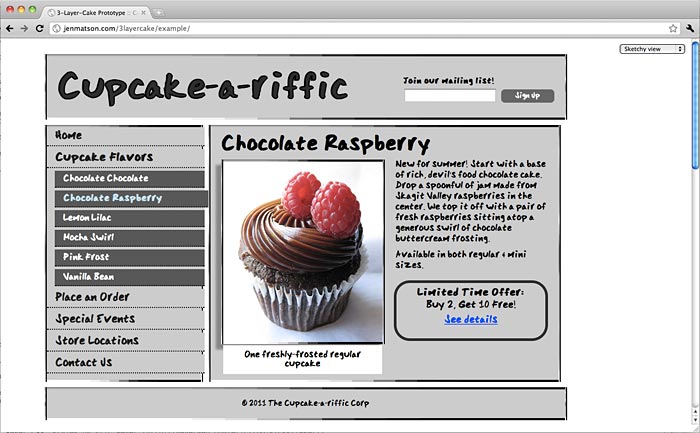 3-Layer-Cake Prototype :: C
jenmatson.com/3layercake/example/
Sketchy view
Cupcake-a-riffic
Join our mailing list!
Sign up
Home
Cupcake Flavors
Chocolate Chocolate
Chocolate Raspberry
Lemon Lilac
Mocha Swirl
Pink Frost
Vanilla Bean
Place an Order
Special Events
Store Locations
Contact Us
Chocolate Raspberry
One freshly-frosted regular
cupcake
New for summer! Start with a base
of rich, devil's food chocolate cake.
Drop a spoonful of jam made from
Skagit Valley raspberries in the
center. We top it off with a pair of
fresh raspberries sitting atop a
generous swirl of chocolate
buttercream frosting.
Available in both regular & mini
sizes.
Limited Time Offer:
Buy 2, Get 10 Free!
See details
© 2011 The Cupcake-a-riffic Corp